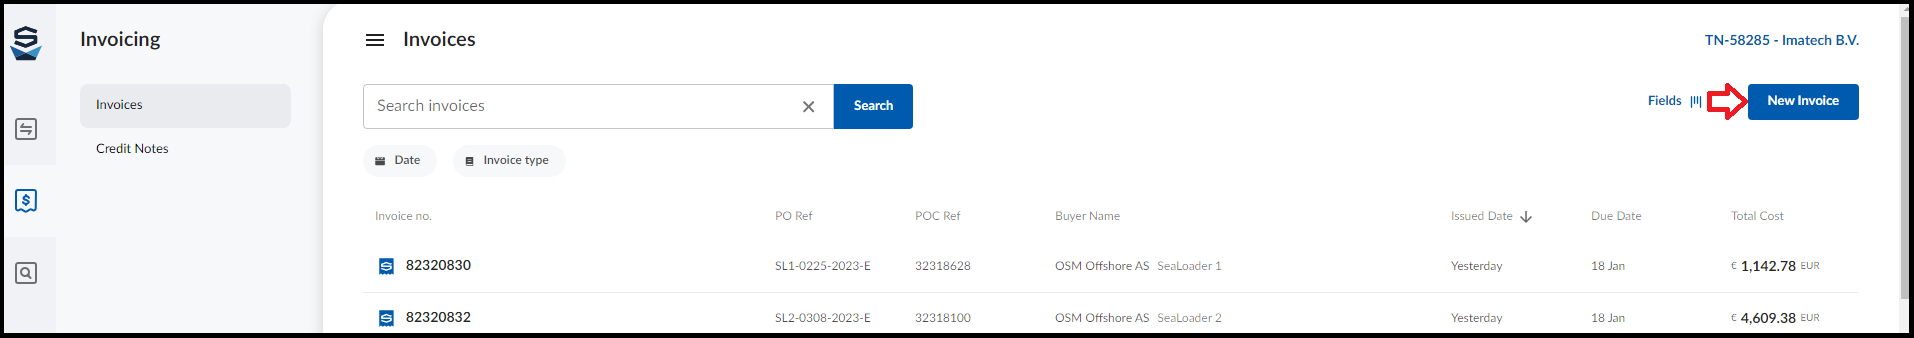 Invoicing
Invoices
Credit Notes
Invoices
TN-58285 - Imatech B.V.
Search invoices
Search
Fields
New Invoice
Date
Invoice type
Invoice no. PO Ref POC Ref Buyer Name Issued Date Due Date Total Cost
82320830 SL1-0225-2023-E 32318628 OSM Offshore AS SeaLoader 1 Yesterday 18 Jan € 1,142.78 EUR
82320832 SL2-0308-2023-E 32318100 OSM Offshore AS SeaLoader 2 Yesterday 18 Jan € 4,609.38 EUR